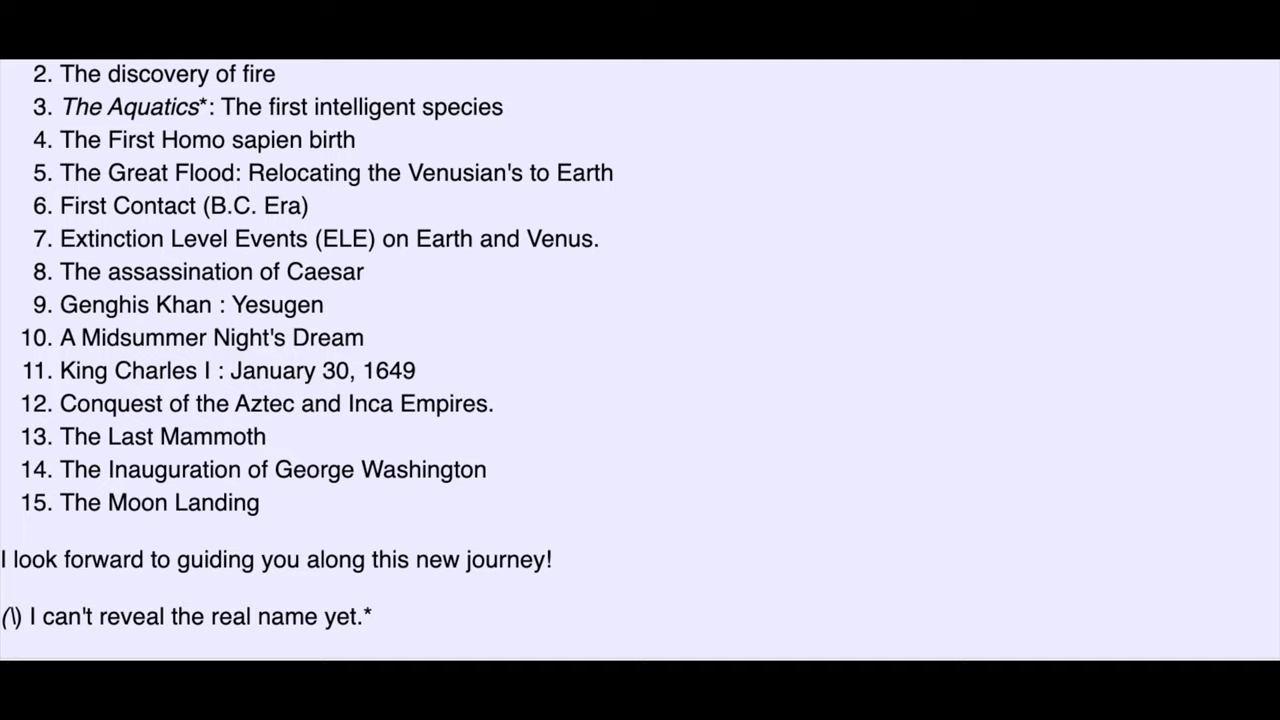 2. The discovery of fire
3. The Aquatics*: The first intelligent species
4. The First Homo sapien birth
5. The Great Flood: Relocating the Venusian's to Earth
6. First Contact (B.C. Era)
7. Extinction Level Events (ELE) on Earth and Venus.
8. The assassination of Caesar
9. Genghis Khan : Yesugen
10. A Midsummer Night's Dream
11. King Charles I : January 30, 1649
12. Conquest of the Aztec and Inca Empires.
13. The Last Mammoth
14. The Inauguration of George Washington
15. The Moon Landing
I look forward to guiding you along this new journey!
(\) I can't reveal the real name yet.*